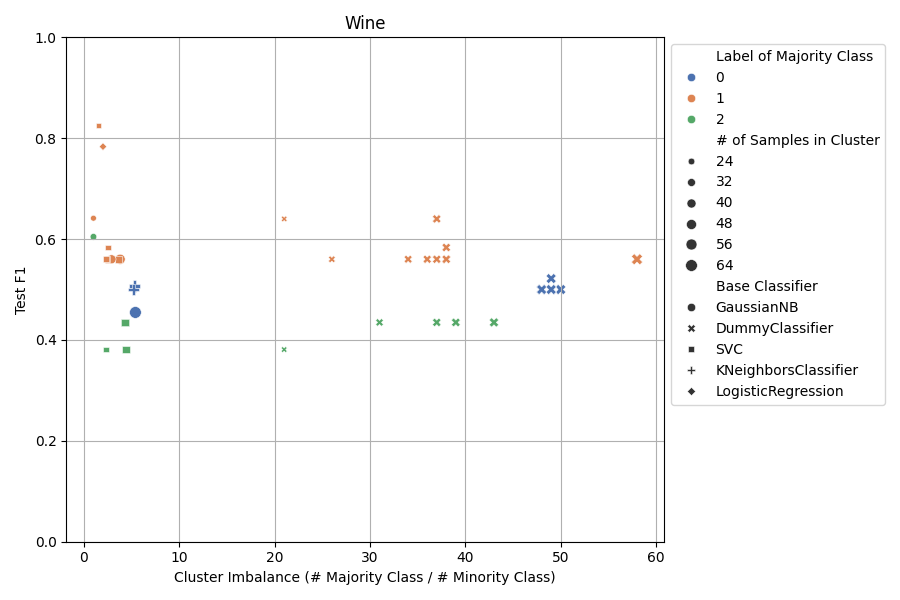 Wine
1.0
0.8
0.6
0.4
0.2
0.0
Test F1
0 10 20 30 40 50 60
Cluster Imbalance (# Majority Class / # Minority Class)
Label of Majority Class
0
1
2
# of Samples in Cluster
24
32
40
48
56
64
Base Classifier
GaussianNB
DummyClassifier
SVC
KNeighborsClassifier
LogisticRegression